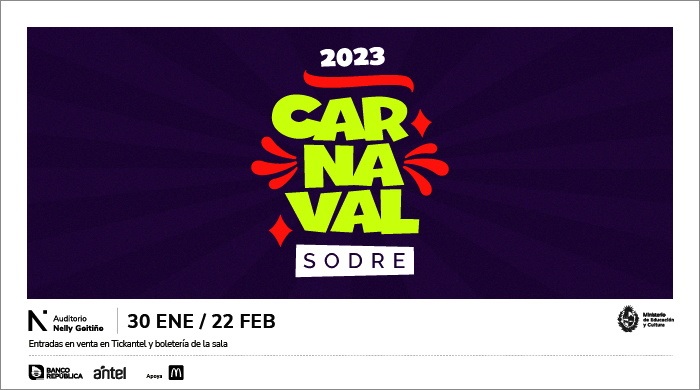 2023
CAR
NA
VAL
SODRE
Auditorio
Nelly Goitiño
30 ENE / 22 FEB
Entradas en venta en Tickantel y boletería de la sala
Ministerio
de Educación
y Cultura
BANCO
REPÚBLICA
antel
Apoya
M